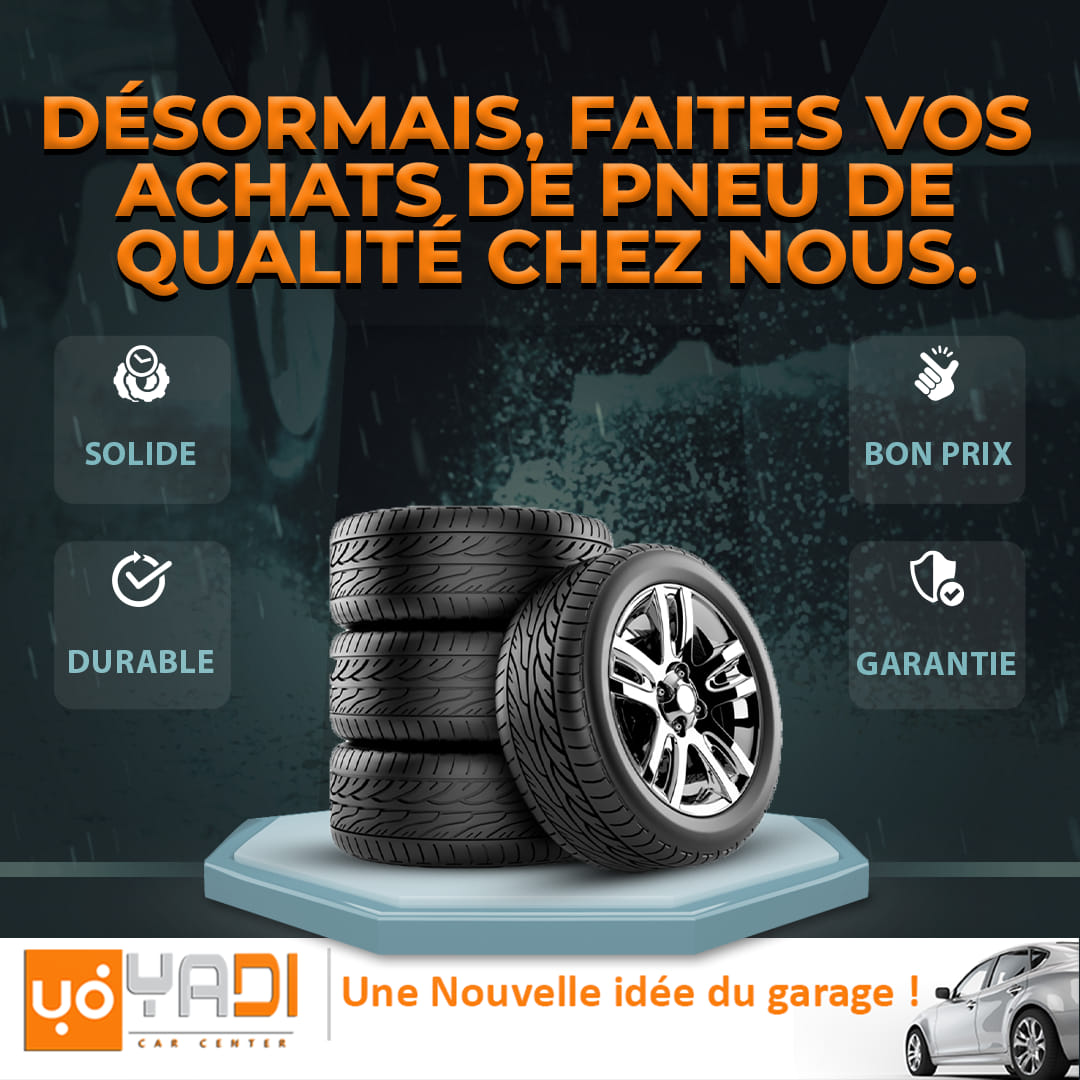 DÉSORMAIS, FAITES VOS
ACHATS DE PNEU DE
QUALITÉ CHEZ NOUS.
SOLIDE
BON PRIX
DURABLE
GARANTIE
YADI
CAR CENTER
Une Nouvelle idée du garage !